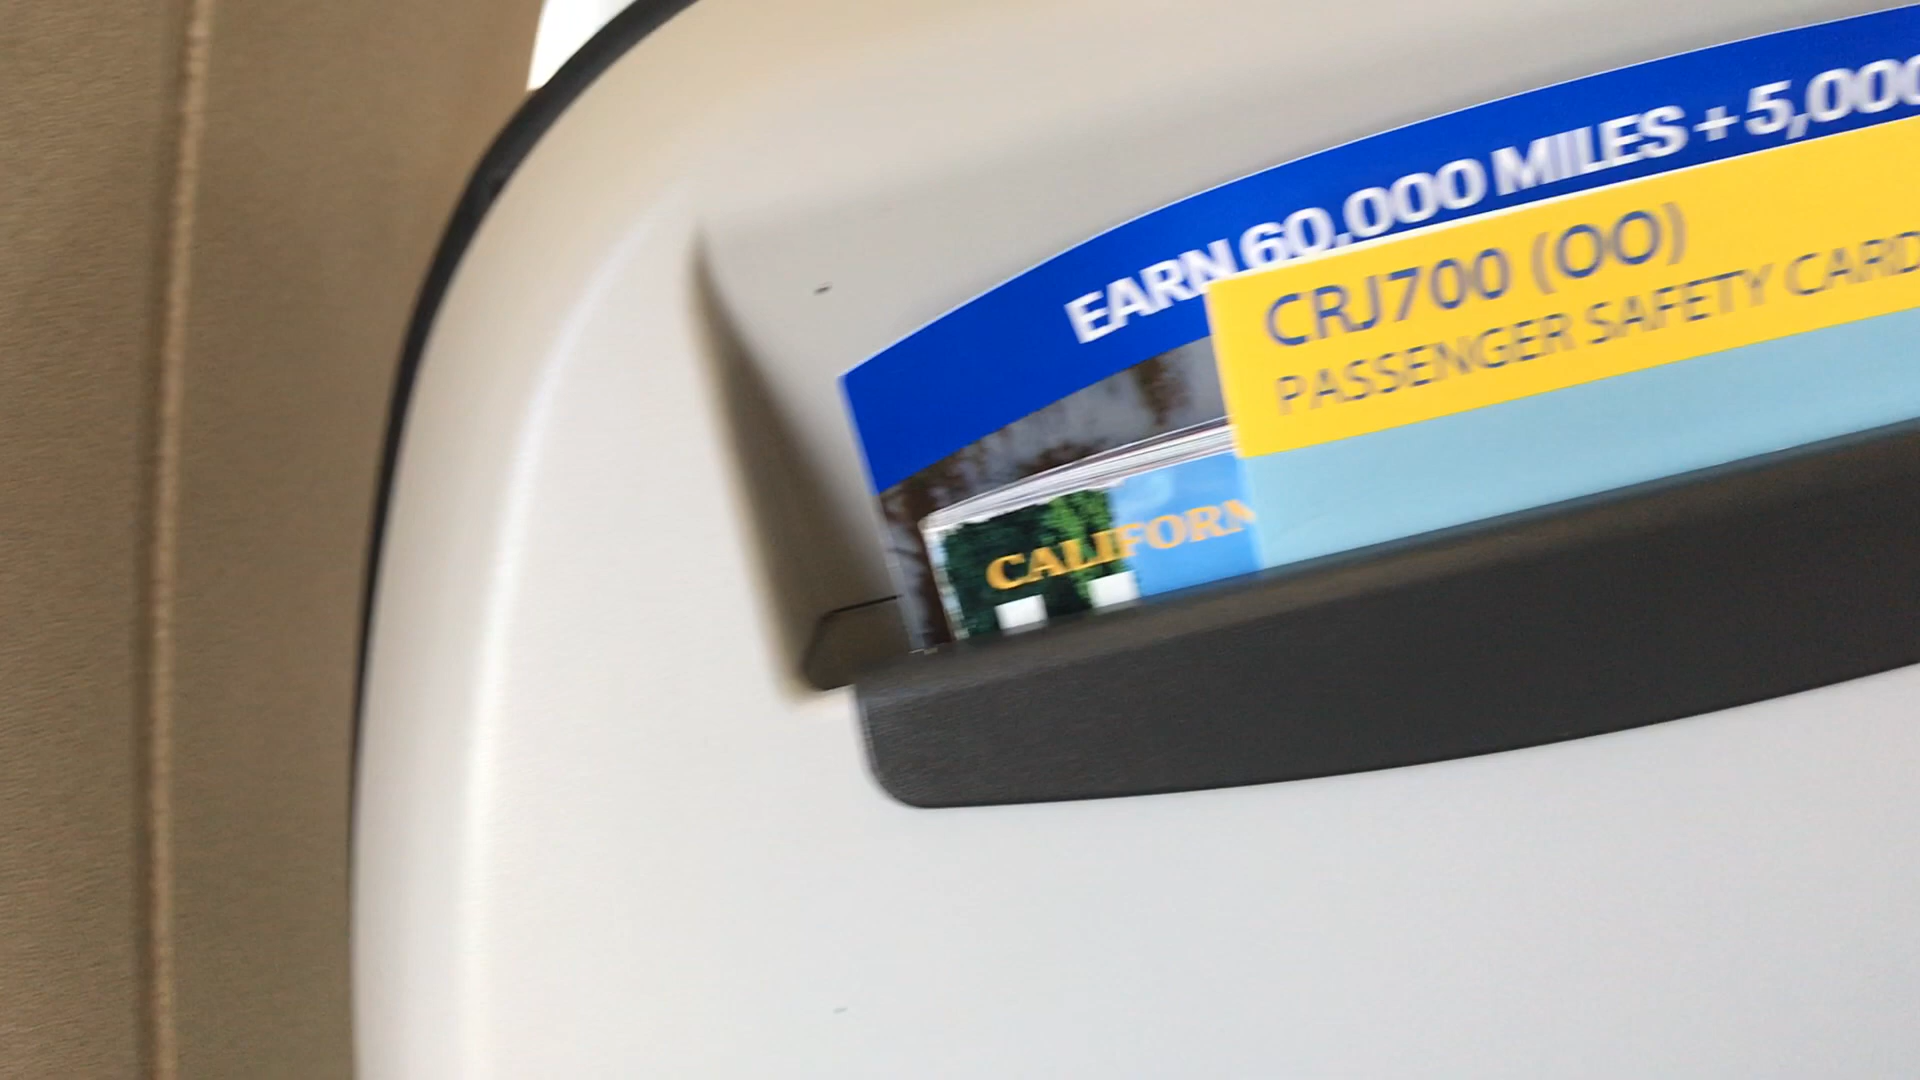 EARN 60,000 MILES + 5,000
CRJ700 (OO)
PASSENGER SAFETY CARD
CALIFORN